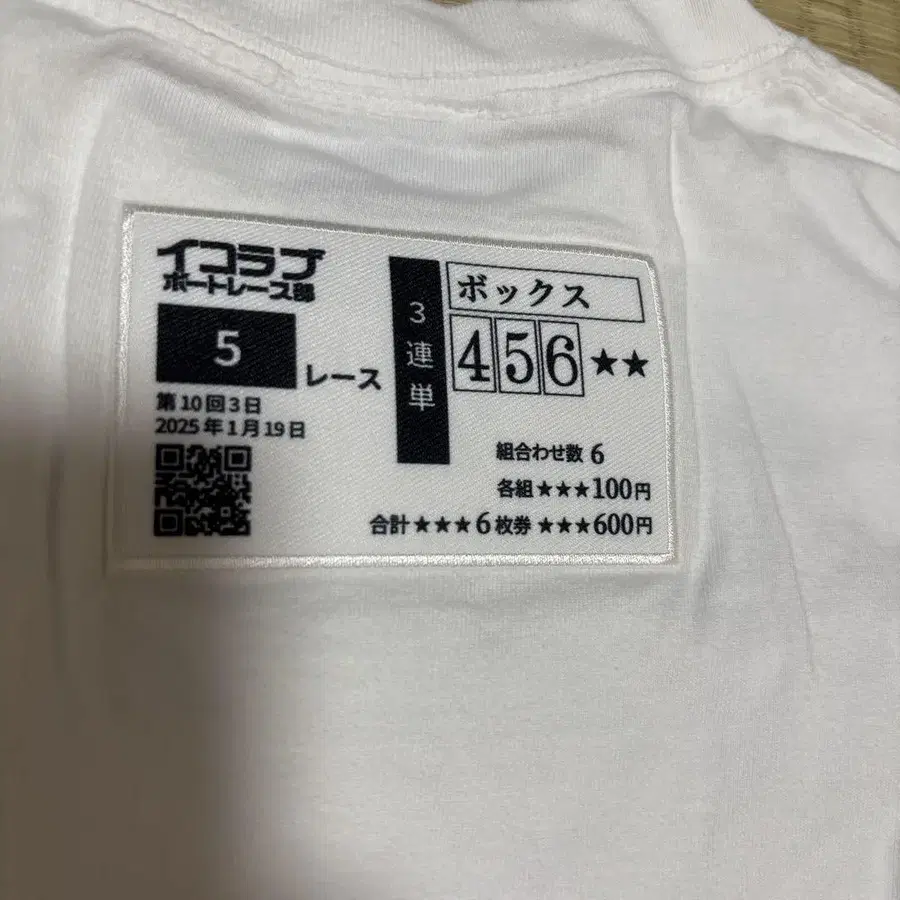 イコラブ
ボートレース部
5 レース
第10回3日
2025年1月19日
3連単
ボックス
456★★
組合わせ数 6
各組★★★100円
合計★★★6枚券 ★★★600円